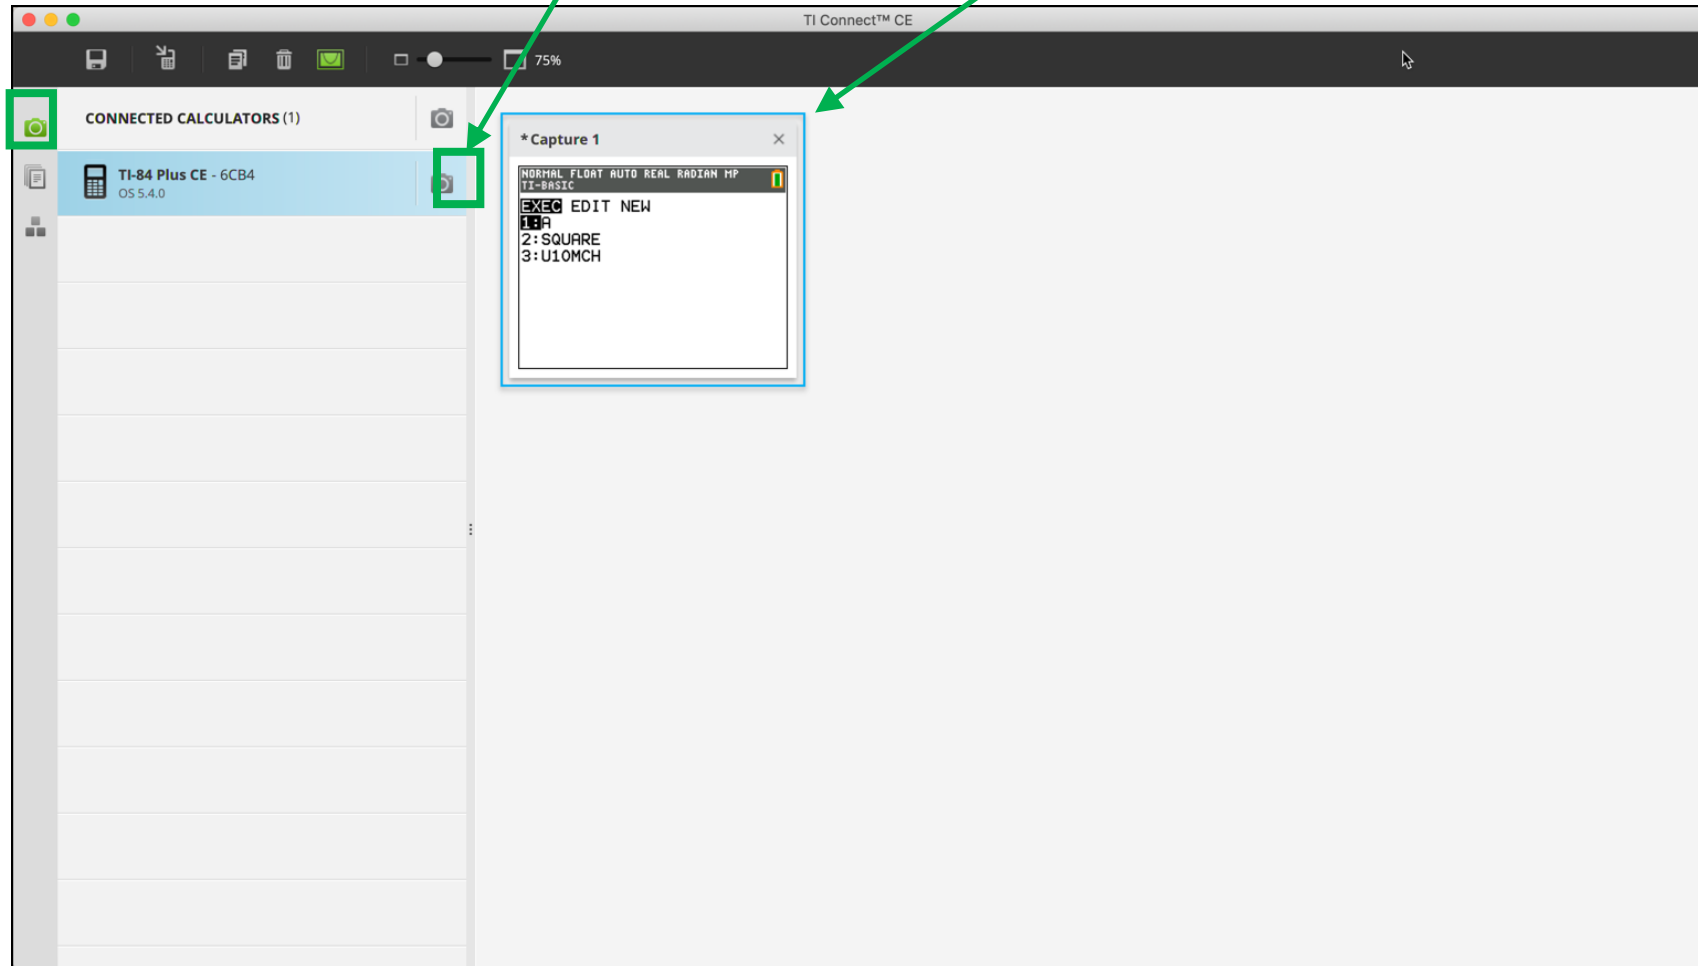 TI Connect™ CE
75%
CONNECTED CALCULATORS (1)
TI-84 Plus CE - 6CB4
OS 5.4.0
*Capture 1
NORMAL FLOAT AUTO REAL RADIAN MP
TI-BASIC
EXEC EDIT NEW
1:A
2:SQUARE
3:U1OMCH